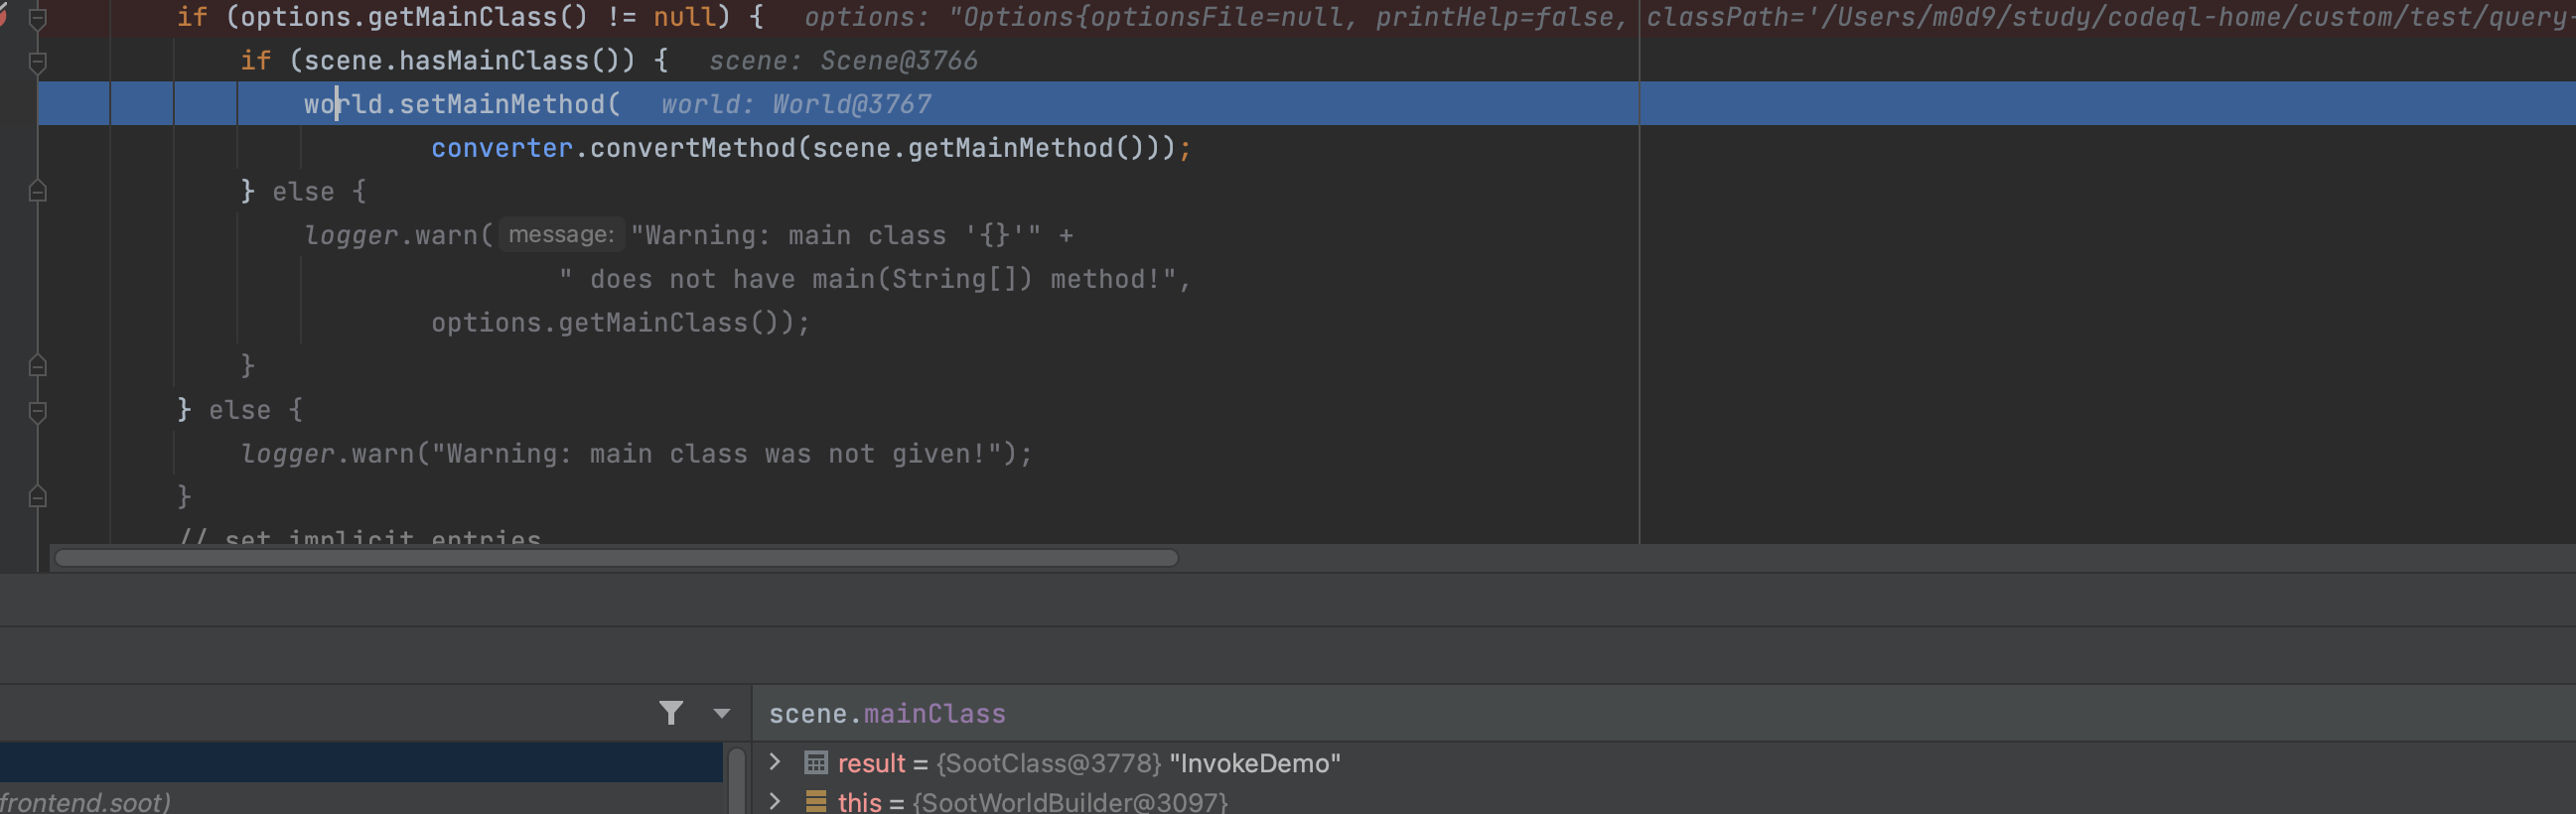 if (options.getMainClass() != null) {   options: "Options{optionsFile=null, printHelp=false, classPath='/Users/m0d9/study/codeql-home/custom/test/query-
if (scene.hasMainClass()) {   scene: Scene@3766
world.setMainMethod(   world: World@3767
converter.convertMethod(scene.getMainMethod()));
} else {
logger.warn( message: "Warning: main class '{}'" +
" does not have main(String[]) method!",
options.getMainClass());
}
} else {
logger.warn("Warning: main class was not given!");
}
// set implicit entries
scene.mainClass
result = {SootClass@3778} "InvokeDemo"
frontend.soot)
this = {SootWorldBuilder@3097}